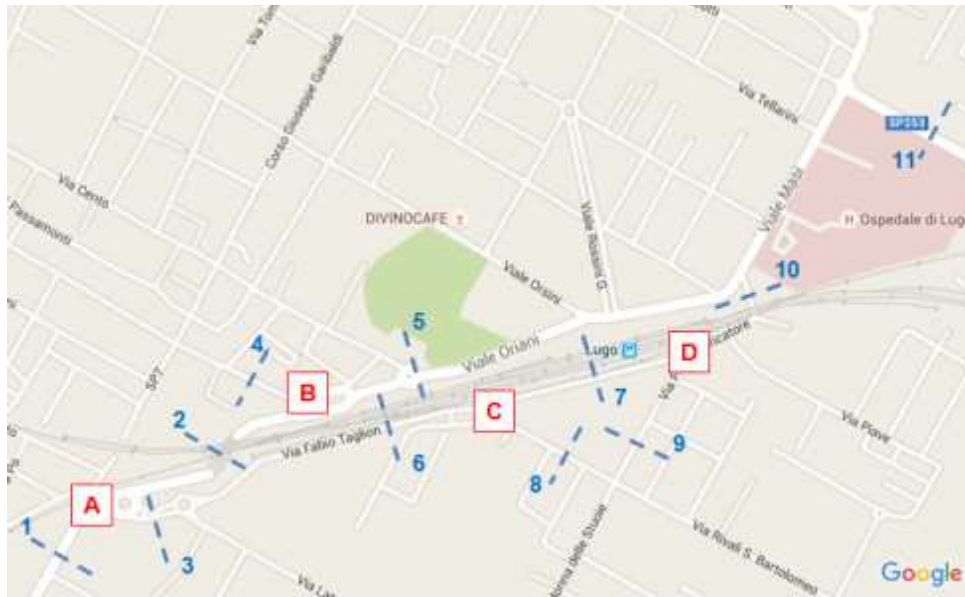 Via Tellarini
SP253
11
Corso Giuseppe Garibaldi
Via Cento
Passamonti
DIVINOCAFE
Viale Rossini G.
Viale Masi
H Ospedale di Lugo
Viale Orsini
10
5
4
Viale Oriani
Lugo
D
SP7
B
C
7
Via Piave
2
Via Fabio Taglion
9
6
8
A
1
3
Via Rivali S. Bartolomeo
Google